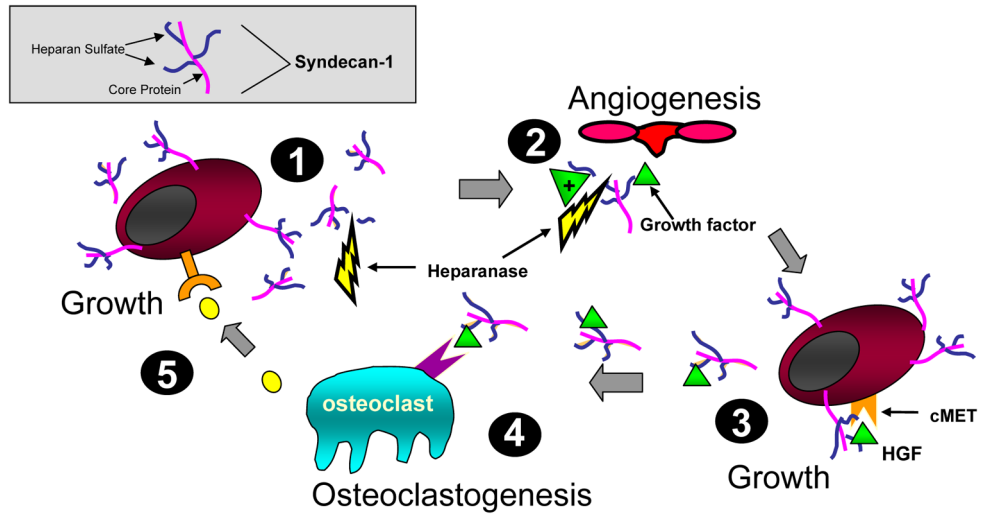 Heparan Sulfate
Syndecan-1
Core Protein
Angiogenesis
1
2
+
Growth factor
Heparanase
Growth
5
osteoclast
4
Osteoclastogenesis
3
cMET
HGF
Growth